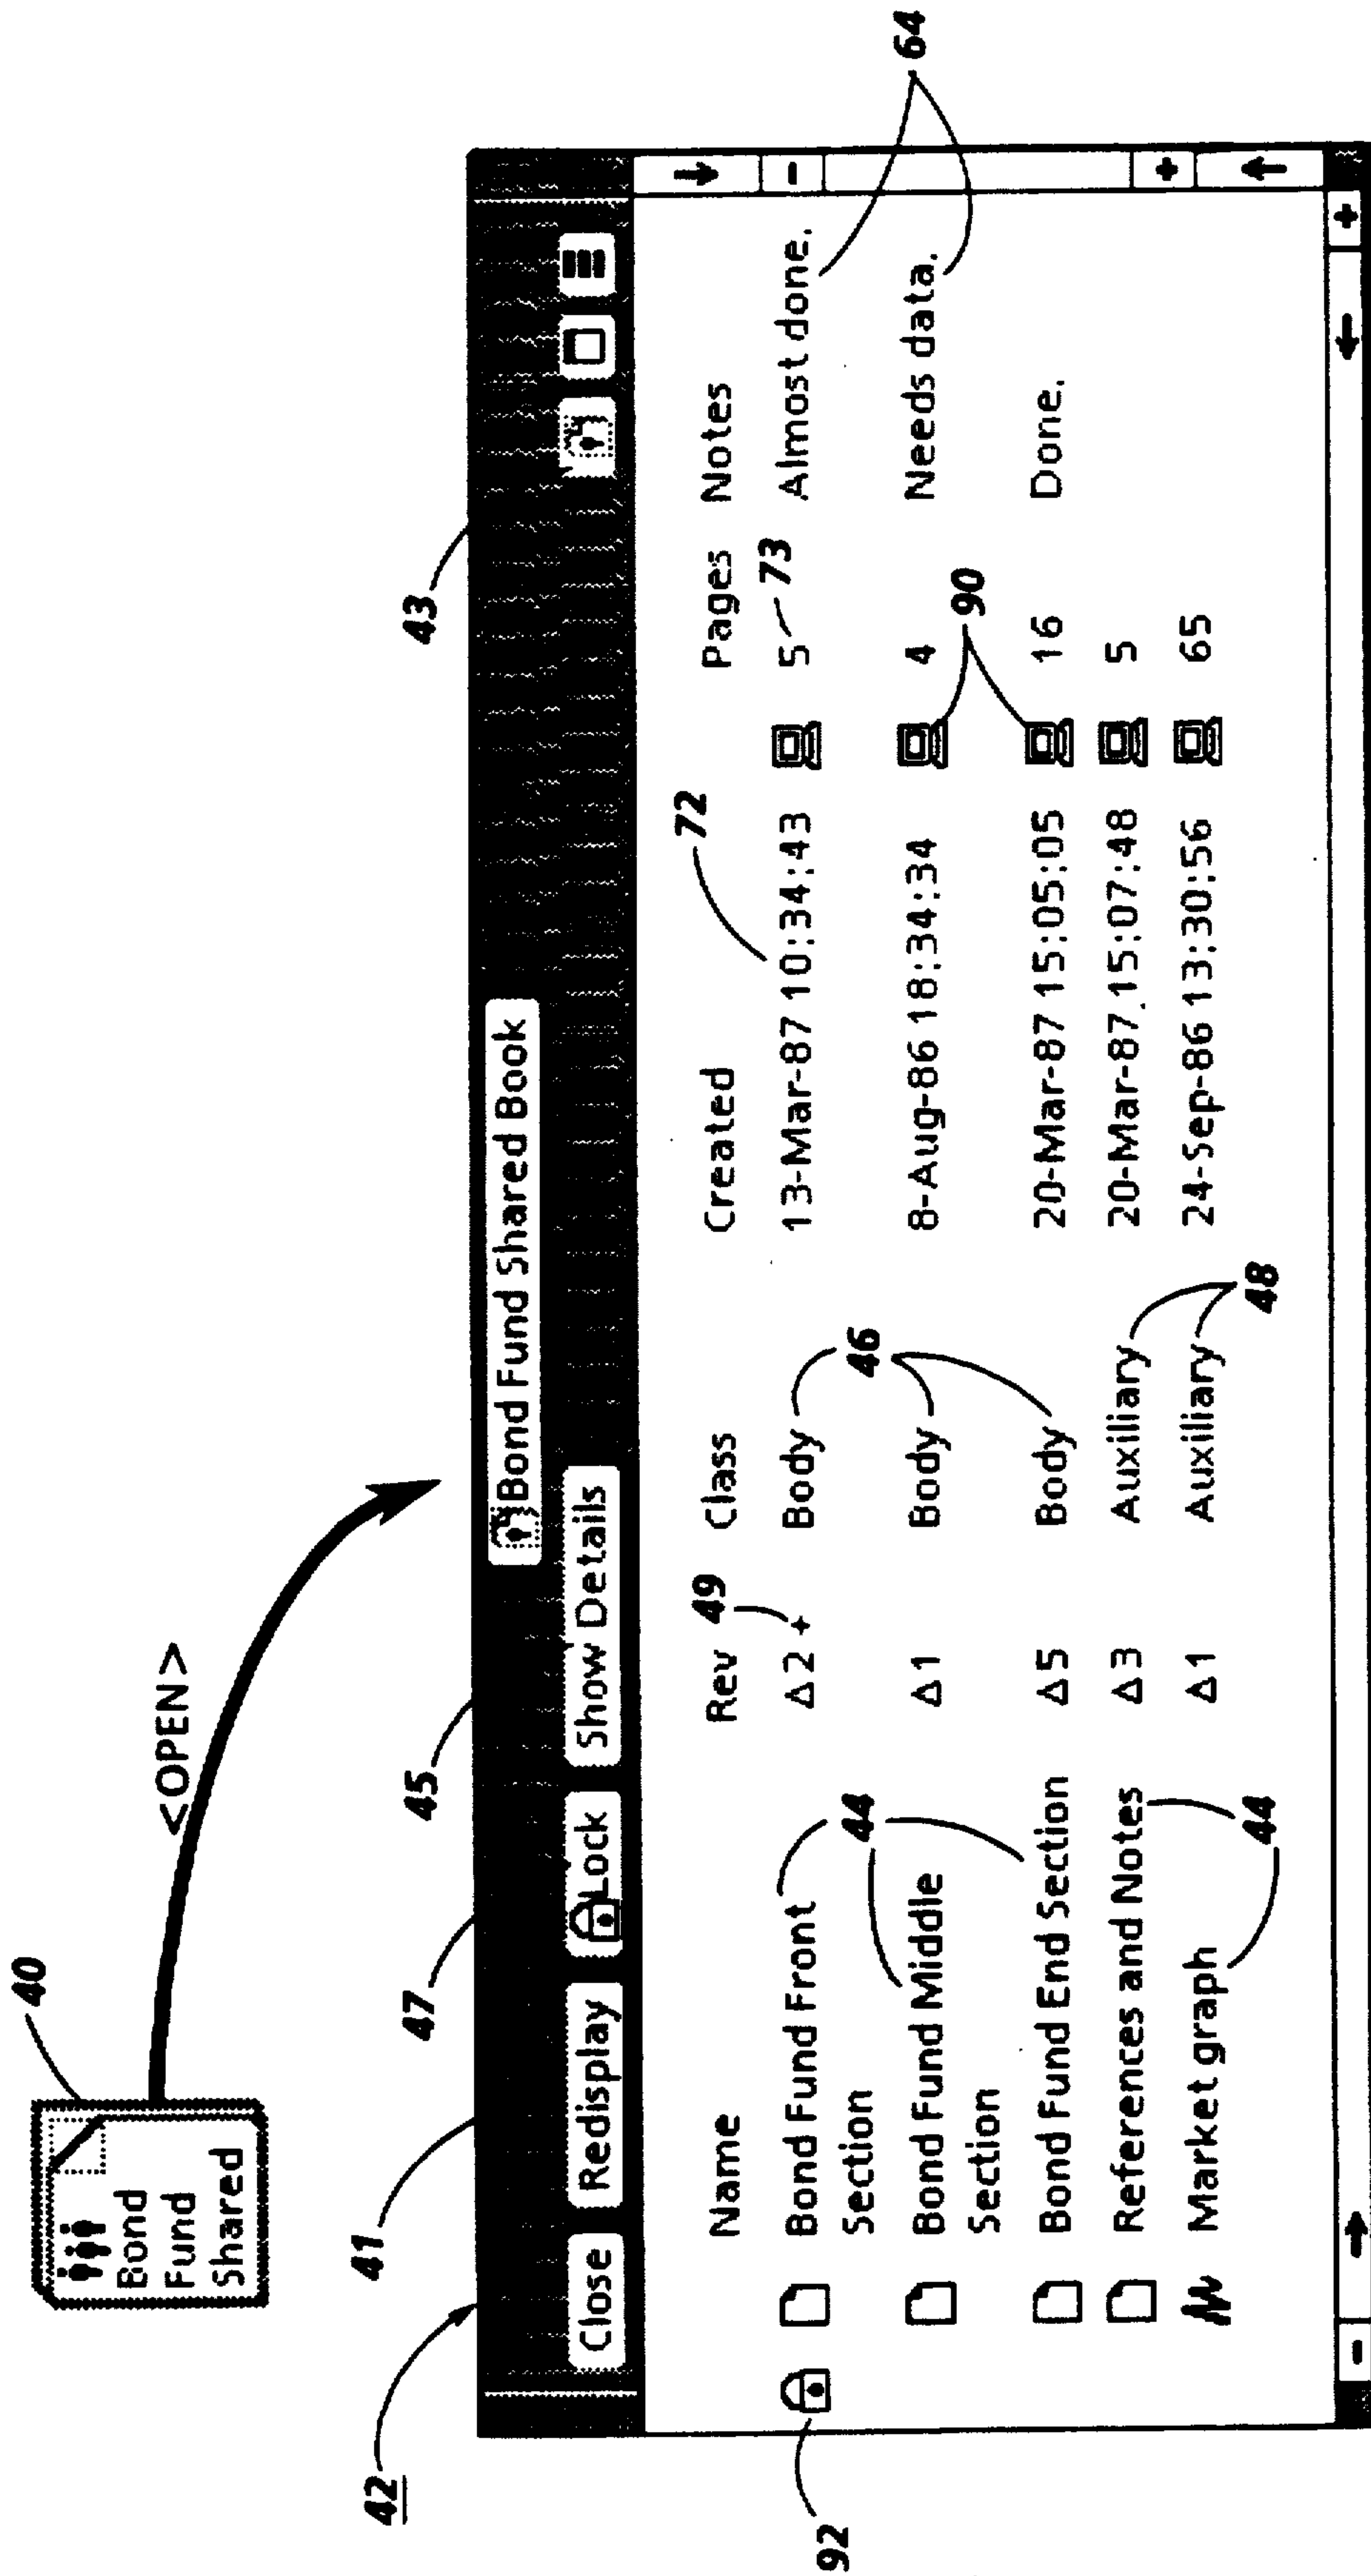 40
Bond
Fund
Shared
<OPEN>
42
41
47
45
43
Bond Fund Shared Book
Close Redisplay Lock Show Details
Name Rev Class Created Pages Notes
49
72
92
Bond Fund Front Δ2 + Body 13-Mar-87 10:34:43 5 73 Almost done.
Section
44
46
64
Bond Fund Middle Δ1 Body 8-Aug-86 18:34:34 4 Needs data.
Section
90
Bond Fund End Section Δ5 Body 20-Mar-87 15:05:05 16 Done.
References and Notes Δ3 Auxiliary 20-Mar-87 15:07:48 5
Market graph Δ1 Auxiliary 24-Sep-86 13:30:56 65
44
48